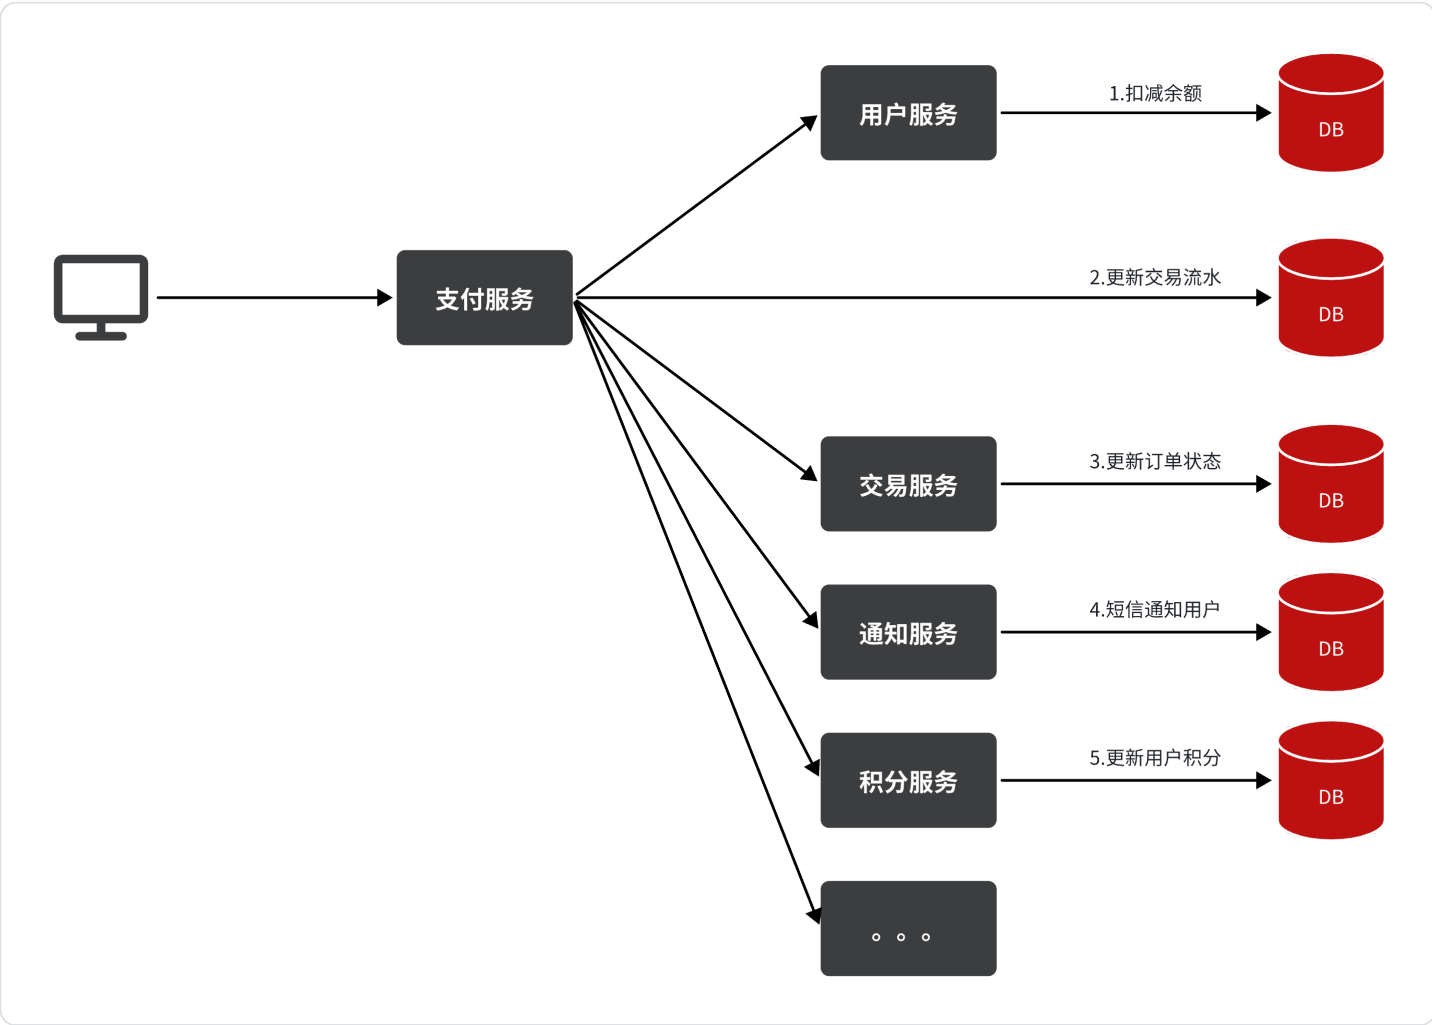 用户服务
1.扣减余额
DB
支付服务
2.更新交易流水
DB
交易服务
3.更新订单状态
DB
通知服务
4.短信通知用户
DB
积分服务
5.更新用户积分
DB
。。。